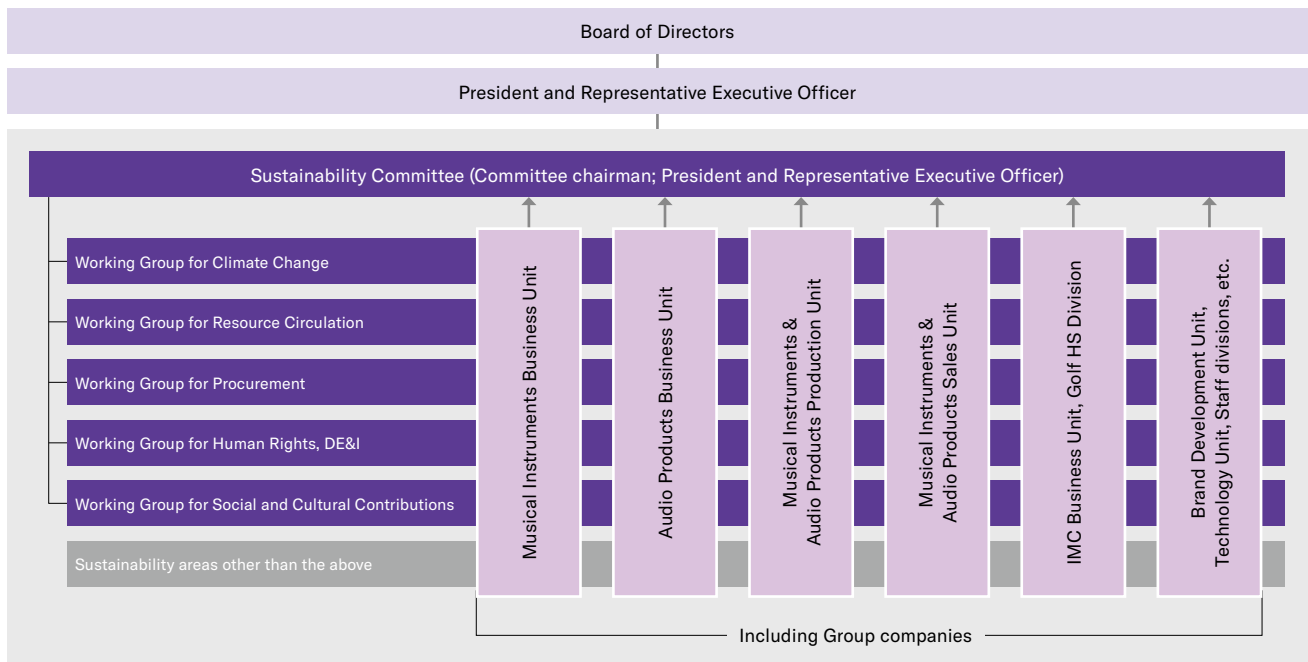 Board of Directors
President and Representative Executive Officer
Sustainability Committee (Committee chairman; President and Representative Executive Officer)
Working Group for Climate Change
Working Group for Resource Circulation
Working Group for Procurement
Working Group for Human Rights, DE&I
Working Group for Social and Cultural Contributions
Sustainability areas other than the above
Musical Instruments Business Unit
Audio Products Business Unit
Musical Instruments &
Audio Products Production Unit
Musical Instruments &
Audio Products Sales Unit
IMC Business Unit, Golf HS Division
Brand Development Unit,
Technology Unit, Staff divisions, etc.
Including Group companies